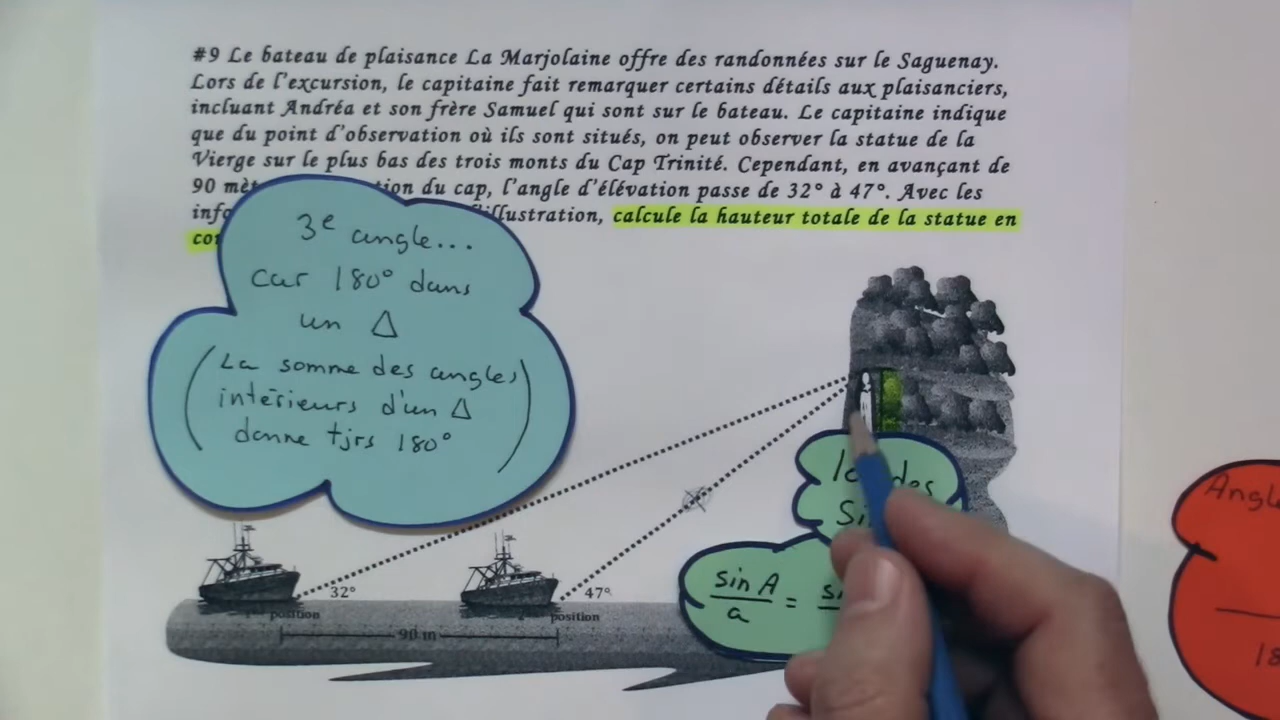 #9 Le bateau de plaisance La Marjolaine offre des randonnées sur le Saguenay.
Lors de l'excursion, le capitaine fait remarquer certains détails aux plaisanciers,
incluant Andréa et son frère Samuel qui sont sur le bateau. Le capitaine indique
que du point d'observation où ils sont situés, on peut observer la statue de la
Vierge sur le plus bas des trois monts du Cap Trinité. Cependant, en avançant de
90 du cap, l'angle d'élévation passe de 32° à 47°. Avec les
l'illustration, calcule la hauteur totale de la statue en
3e angle...
car 180° dans
un Δ
(La somme des angles
intérieurs d'un Δ
donne tjrs 180°)
des
sin A
a
=
32°
47°
position
position
90 m
Angle